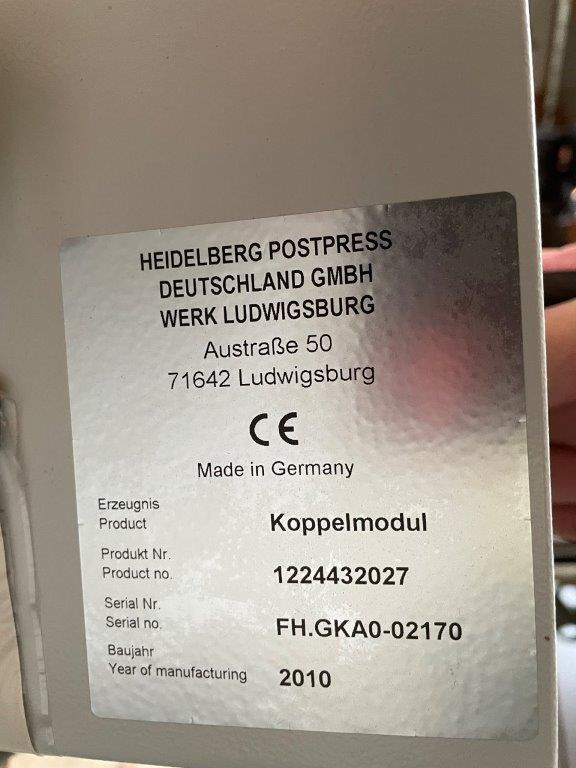 HEIDELBERG POSTPRESS
DEUTSCHLAND GMBH
WERK LUDWIGSBURG
Austraße 50
71642 Ludwigsburg
CE
Made in Germany
Erzeugnis
Product Koppelmodul
Produkt Nr.
Product no. 1224432027
Serial Nr.
Serial no. FH.GKA0-02170
Baujahr
Year of manufacturing 2010